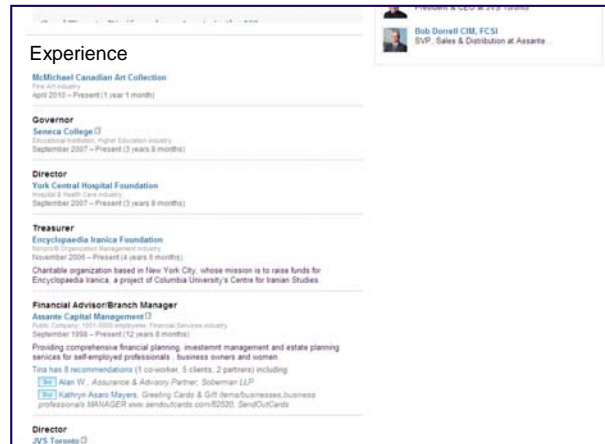 Experience
McMichael Canadian Art Collection
Fine Art industry
April 2010 – Present (1 year 1 month)
Governor
Seneca College
Educational Institution; Higher Education industry
September 2007 – Present (3 years 8 months)
Director
York Central Hospital Foundation
Hospital & Health Care industry
September 2007 – Present (3 years 8 months)
Treasurer
Encyclopaedia Iranica Foundation
Nonprofit Organization Management industry
November 2006 – Present (4 years 6 months)
Charitable organization based in New York City, whose mission is to raise funds for
Encyclopaedia Iranica, a project of Columbia University's Centre for Iranian Studies
Financial Advisor/Branch Manager
Assante Capital Management
Public Company; 1001-5000 employees; Financial Services industry
September 1998 – Present (12 years 8 months)
Providing comprehensive financial planning, investemnt management and estate planning
services for self-employed professionals , business owners and women.
Tina has 8 recommendations (1 co-worker, 5 clients, 2 partners) including:
3rd Alan W., Assurance & Advisory Partner, Soberman LLP
Kathryn Asaro Mayers, Greeting Cards & Gift items/businesses,business
professionals MANAGER www.sendoutcards.com/82520, SendOutCards
Director
JVS Toronto
President & CEO at JVS Toronto
Bob Dorrell CIM, FCSI
SVP, Sales & Distribution at Assante...